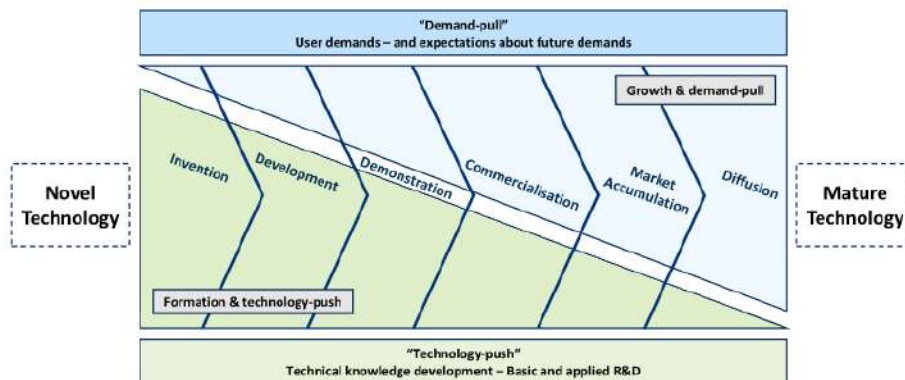 “Demand-pull”
User demands – and expectations about future demands
Growth & demand-pull
Novel
Technology
Invention
Development
Demonstration
Commercialisation
Market
Accumulation
Diffusion
Mature
Technology
Formation & technology-push
“Technology-push”
Technical knowledge development – Basic and applied R&D